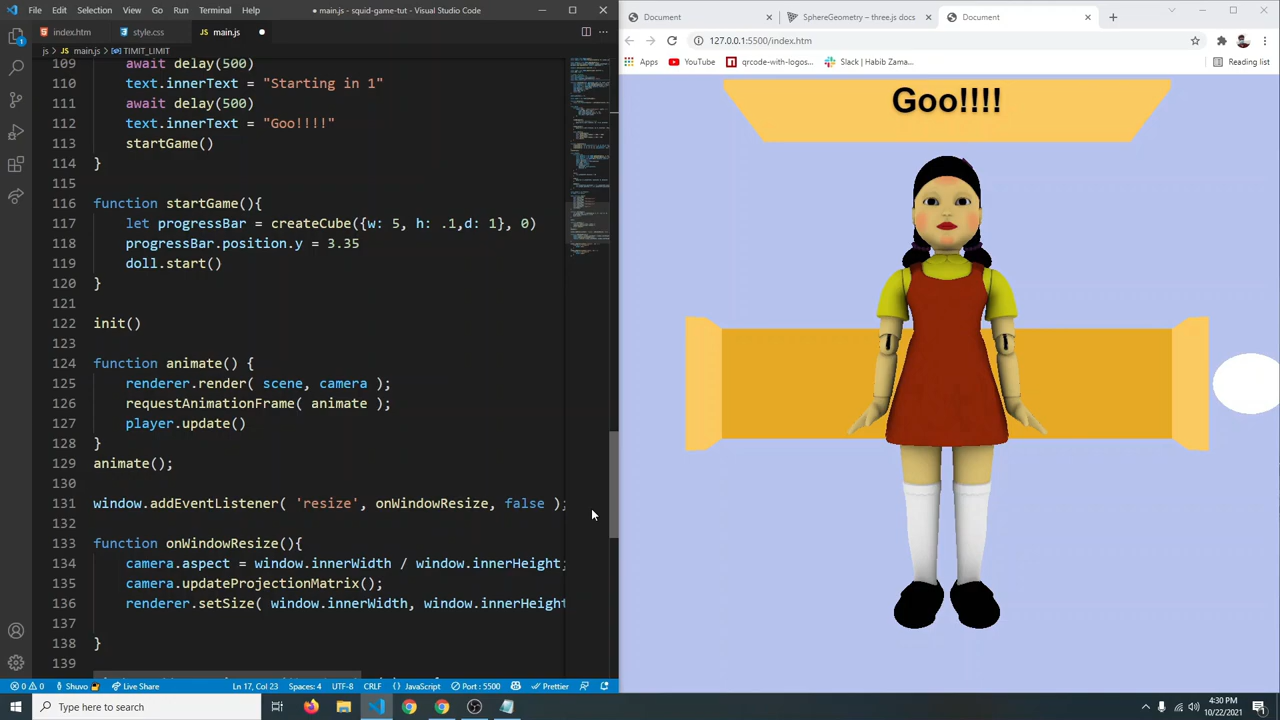 File Edit Selection View Go Run Terminal Help
● main.js - squid-game-tut - Visual Studio Code
index.htm
style.css
JS main.js ●
js > JS main.js > TIMIT_LIMIT
109 await delay(500)
110 text.innerText = "Starting in 1"
111 await delay(500)
112 text.innerText = "Goo!!!!"
113 startGame()
114 }
115
116 function startGame(){
117 let progressBar = createCube({w: 5, h: .1,d: 1}, 0)
118 progressBar.position.y = 3.35
119 doll.start()
120 }
121
122 init()
123
124 function animate() {
125 renderer.render( scene, camera );
126 requestAnimationFrame( animate );
127 player.update()
128 }
129 animate();
130
131 window.addEventListener( 'resize', onWindowResize, false );
132
133 function onWindowResize(){
134 camera.aspect = window.innerWidth / window.innerHeight;
135 camera.updateProjectionMatrix();
136 renderer.setSize( window.innerWidth, window.innerHeight
137
138 }
139
0 0 Shuvo Live Share Ln 17, Col 23 Spaces: 4 UTF-8 CRLF {} JavaScript Port : 5500 Prettier
Document
SphereGeometry – three.js docs
Document
127.0.0.1:5500/index.htm
Apps YouTube qrcode-with-logos... Slack | Habib Zama... Reading list
Goo!!!!
Type here to search
4:30 PM
10/22/2021